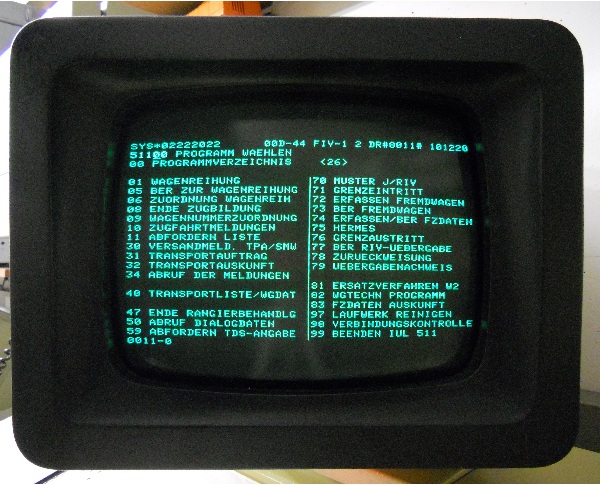 SYS*02222022 00D-44 FIV-1 2 DR#0011# 101220
51100 PROGRAMM WAEHLEN
00 PROGRAMMVERZEICHNIS <26>
01 WAGENREIHUNG
05 BER ZUR WAGENREIHUNG
06 ZUORDNUNG WAGENREIH
08 ENDE ZUGBILDUNG
09 WAGENNUMMERZUORDNUNG
10 ZUGFAHRTMELDUNGEN
11 ABFORDERN LISTE
30 VERSANDMELD. TPA/SMW
31 TRANSPORTAUFTRAG
32 TRANSPORTAUSKUNFT
34 ABRUF DER MELDUNGEN
40 TRANSPORTLISTE/WGDAT
47 ENDE RANGIERBEHANDLG
50 ABRUF DIALOGDATEN
59 ABFORDERN TDS-ANGABE
0011-0
70 MUSTER J/RIV
71 GRENZEINTRITT
72 ERFASSEN FREMDWAGEN
73 BER FREMDWAGEN
74 ERFASSEN/BER FZDATEN
75 HERMES
76 GRENZAUSTRITT
77 BER RIV-UEBERGABE
78 ZURUECKWEISUNG
79 UEBERGABENACHWEIS
81 ERSATZVERFAHREN W2
82 WGTECHN PROGRAMM
83 FZDATEN AUSKUNFT
97 LAUFWERK REINIGEN
98 VERBINDUNGSKONTROLLE
99 BEENDEN IUL 511